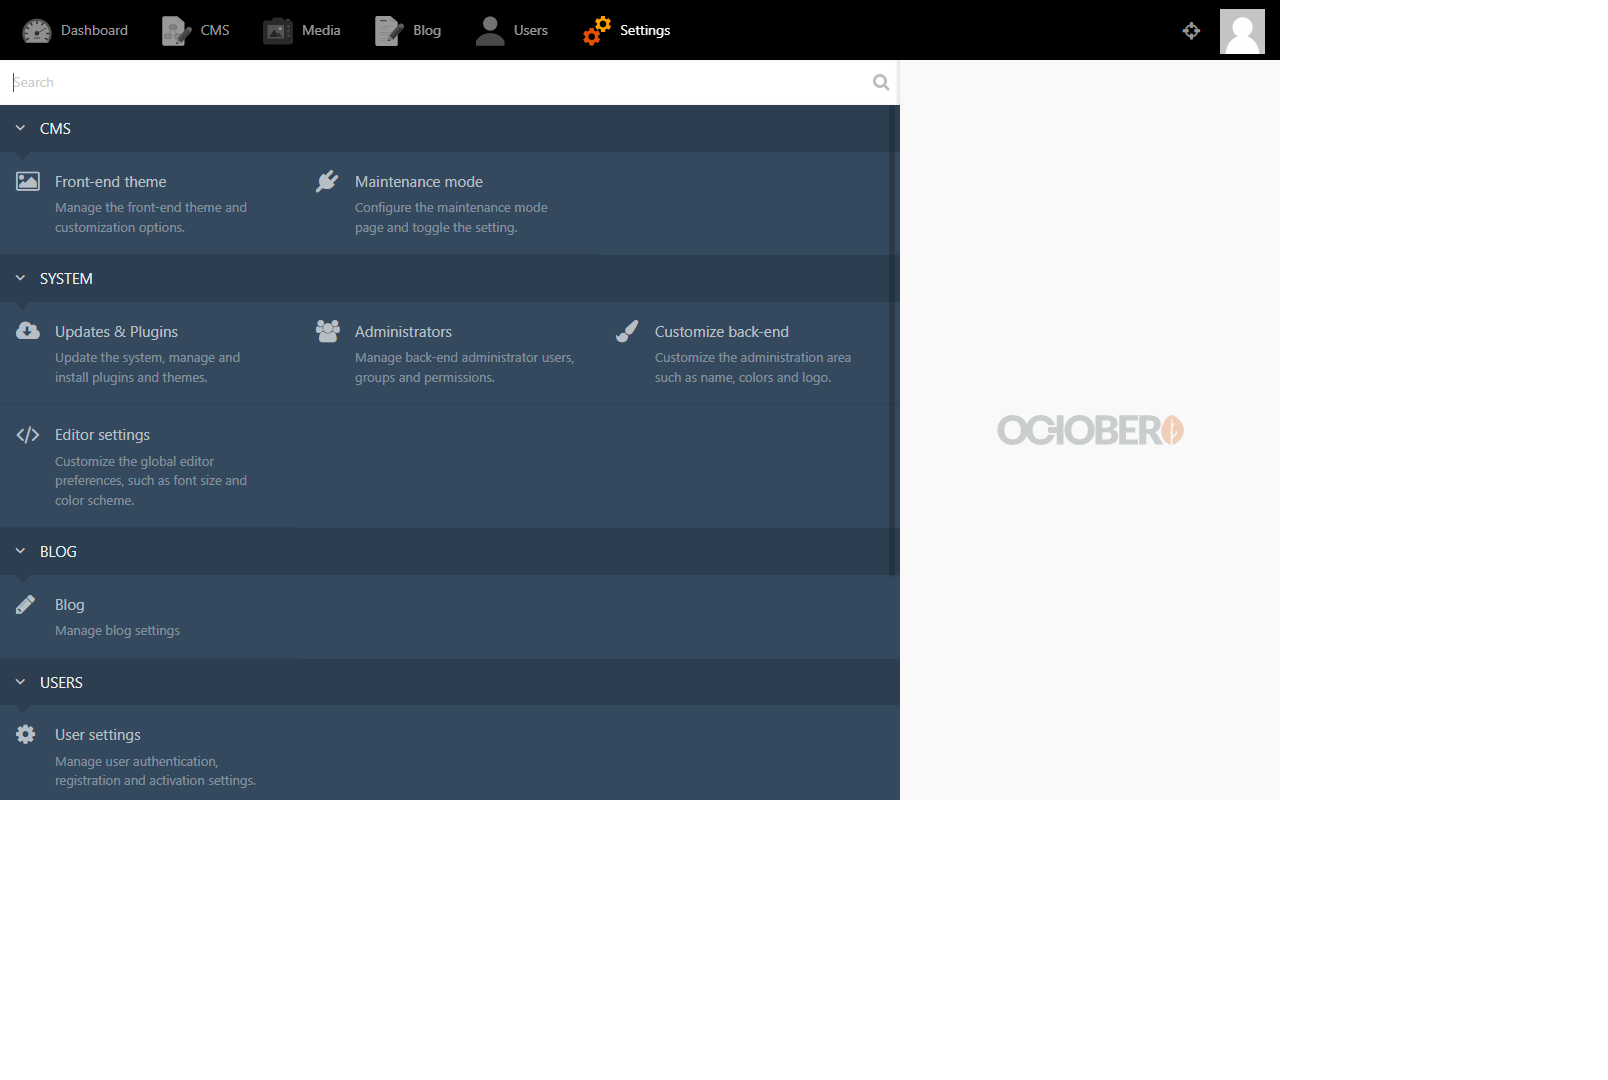 Dashboard CMS Media Blog Users Settings
Search
CMS
Front-end theme
Manage the front-end theme and
customization options.
Maintenance mode
Configure the maintenance mode
page and toggle the setting.
SYSTEM
Updates & Plugins
Update the system, manage and
install plugins and themes.
Administrators
Manage back-end administrator users,
groups and permissions.
Customize back-end
Customize the administration area
such as name, colors and logo.
Editor settings
Customize the global editor
preferences, such as font size and
color scheme.
BLOG
Blog
Manage blog settings
USERS
User settings
Manage user authentication,
registration and activation settings.
OCTOBER